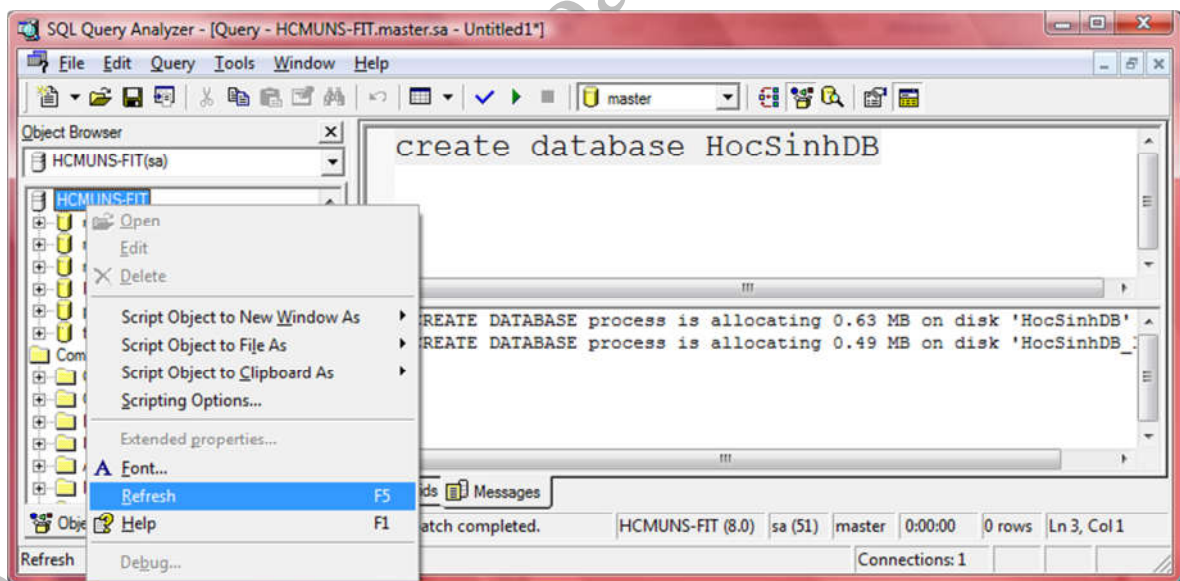 SQL Query Analyzer - [Query - HCMUNS-FIT.master.sa - Untitled1*]
File Edit Query Tools Window Help
master
Object Browser
HCMUNS-FIT(sa)
create database HocSinhDB
HCMUNS-FIT
Open
Edit
Delete
Script Object to New Window As
Script Object to File As
Script Object to Clipboard As
Scripting Options...
Extended properties...
Font...
Refresh F5
Help F1
Debug...
CREATE DATABASE process is allocating 0.63 MB on disk 'HocSinhDB'
CREATE DATABASE process is allocating 0.49 MB on disk 'HocSinhDB_
Com
ids Messages
Obje
atch completed. HCMUNS-FIT (8.0) sa (51) master 0:00:00 0 rows Ln 3, Col 1
Refresh
Connections: 1